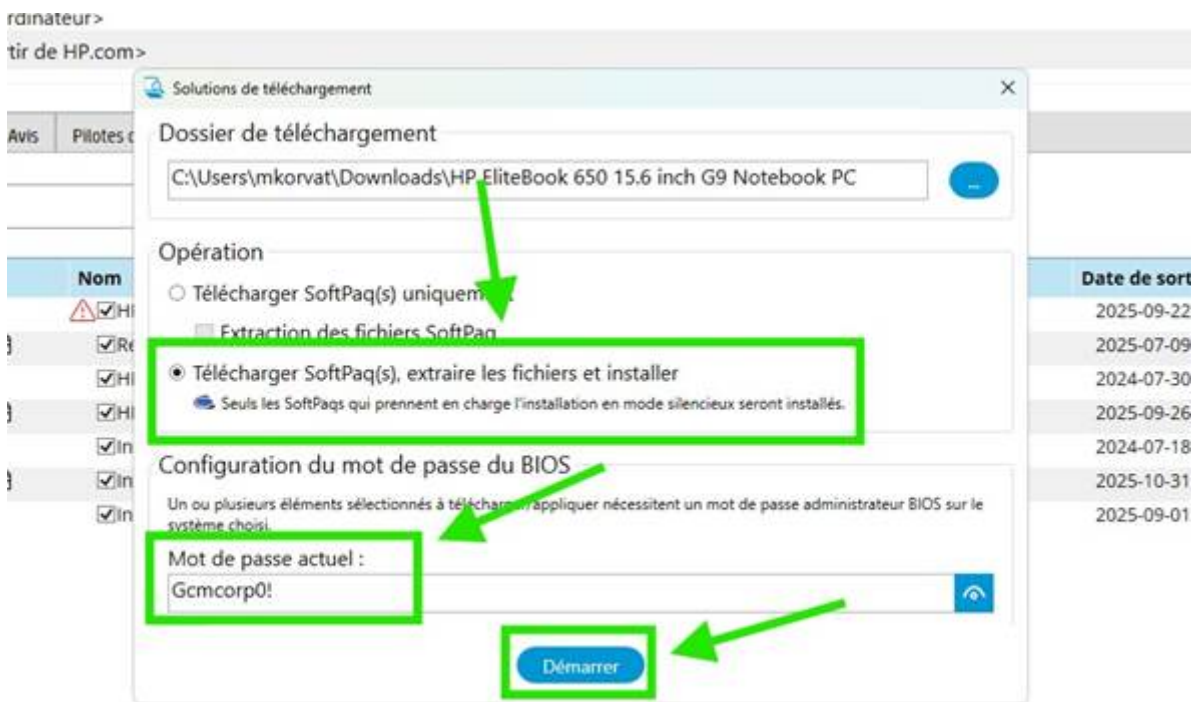 rdinateur>
tir de HP.com>
Solutions de téléchargement
Avis Pilotes
Dossier de téléchargement
C:\Users\mkorvat\Downloads\HP EliteBook 650 15.6 inch G9 Notebook PC
...
Opération
Nom
Date de sort
Télécharger SoftPaq(s) uniquement
2025-09-22
Extraction des fichiers SoftPaq
2025-07-09
Télécharger SoftPaq(s), extraire les fichiers et installer
2024-07-30
Seuls les SoftPaqs qui prennent en charge l'installation en mode silencieux seront installés.
2025-09-26
2024-07-18
Configuration du mot de passe du BIOS
2025-10-31
Un ou plusieurs éléments sélectionnés à télécharger/appliquer nécessitent un mot de passe administrateur BIOS sur le
système choisi.
2025-09-01
Mot de passe actuel :
Gcmcorp0!
Démarrer